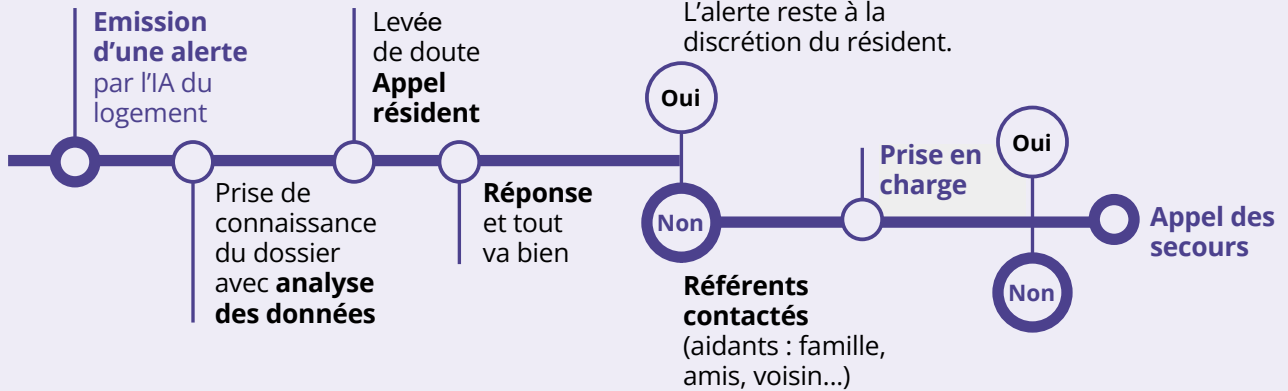 Emission
d'une alerte
par l'IA du
logement
Prise de
connaissance
du dossier
avec analyse
des données
Levée
de doute
Appel
résident
Réponse
et tout
va bien
L'alerte reste à la
discrétion du résident.
Oui
Non
Référents
contactés
(aidants : famille,
amis, voisin...)
Prise en
charge
Oui
Non
Appel des
secours